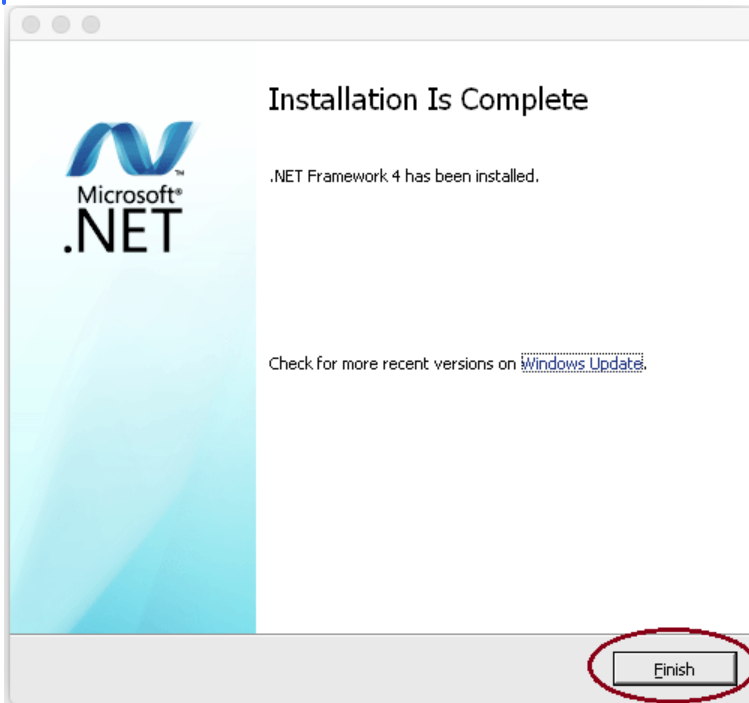 Installation Is Complete
Microsoft®
.NET
™
.NET Framework 4 has been installed.
Check for more recent versions on Windows Update.
Finish